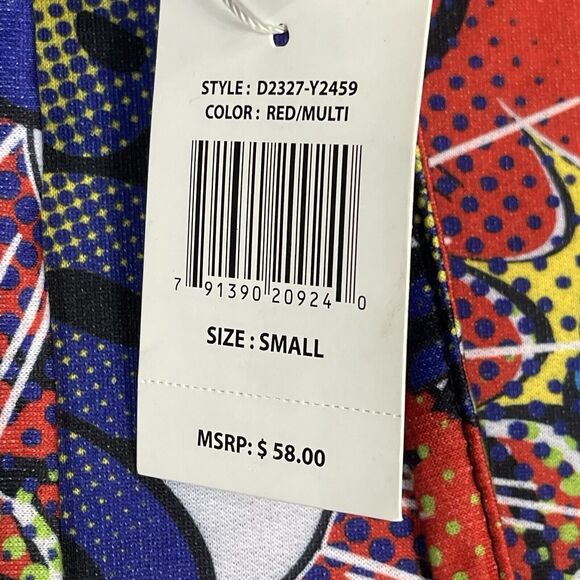 STYLE : D2327-Y2459
COLOR : RED/MULTI
7 91390 20924 0
SIZE : SMALL
MSRP: $ 58.00